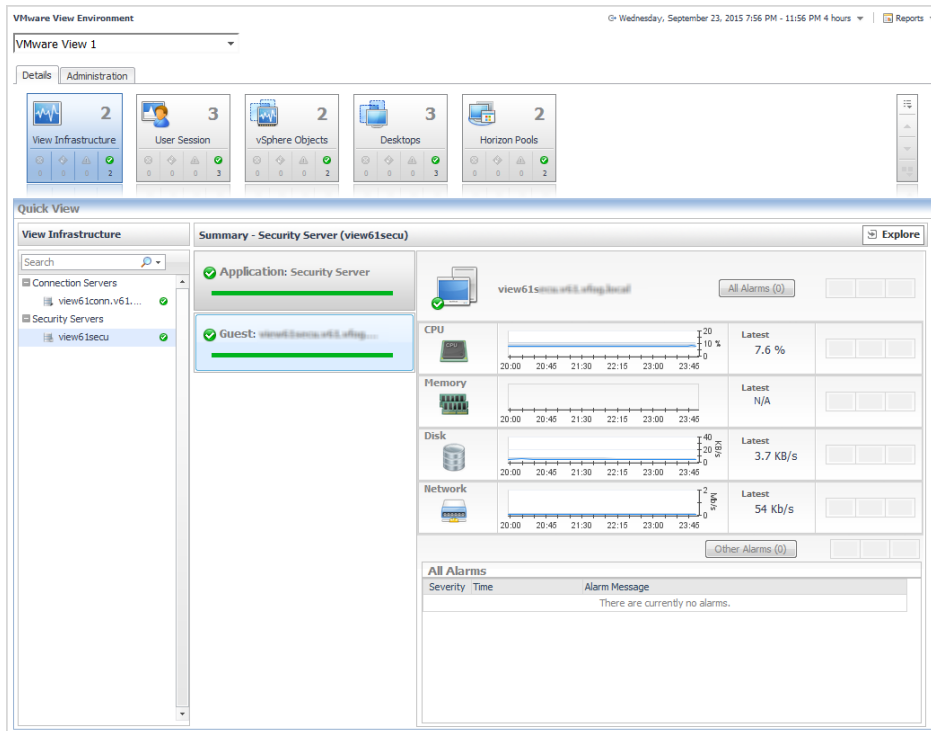 VMware View Environment
Wednesday, September 23, 2015 7:56 PM - 11:56 PM 4 hours
Reports
VMware View 1
Details
Administration
2
View Infrastructure
0 0 0 2
3
User Session
0 0 0 3
2
vSphere Objects
0 0 0 2
3
Desktops
0 0 0 3
2
Horizon Pools
0 0 0 2
Quick View
View Infrastructure
Search
Connection Servers
view61conn.v61....
Security Servers
view61secu
Summary - Security Server (view61secu)
Explore
Application: Security Server
Guest:
view61s
All Alarms (0)
CPU
CPU
20
10
0
%
20:00 20:45 21:30 22:15 23:00 23:45
Latest
7.6 %
Memory
20:00 20:45 21:30 22:15 23:00 23:45
Latest
N/A
Disk
40
20
0
KB/s
20:00 20:45 21:30 22:15 23:00 23:45
Latest
3.7 KB/s
Network
2
0
Mb/s
20:00 20:45 21:30 22:15 23:00 23:45
Latest
54 Kb/s
Other Alarms (0)
All Alarms
Severity Time Alarm Message
There are currently no alarms.